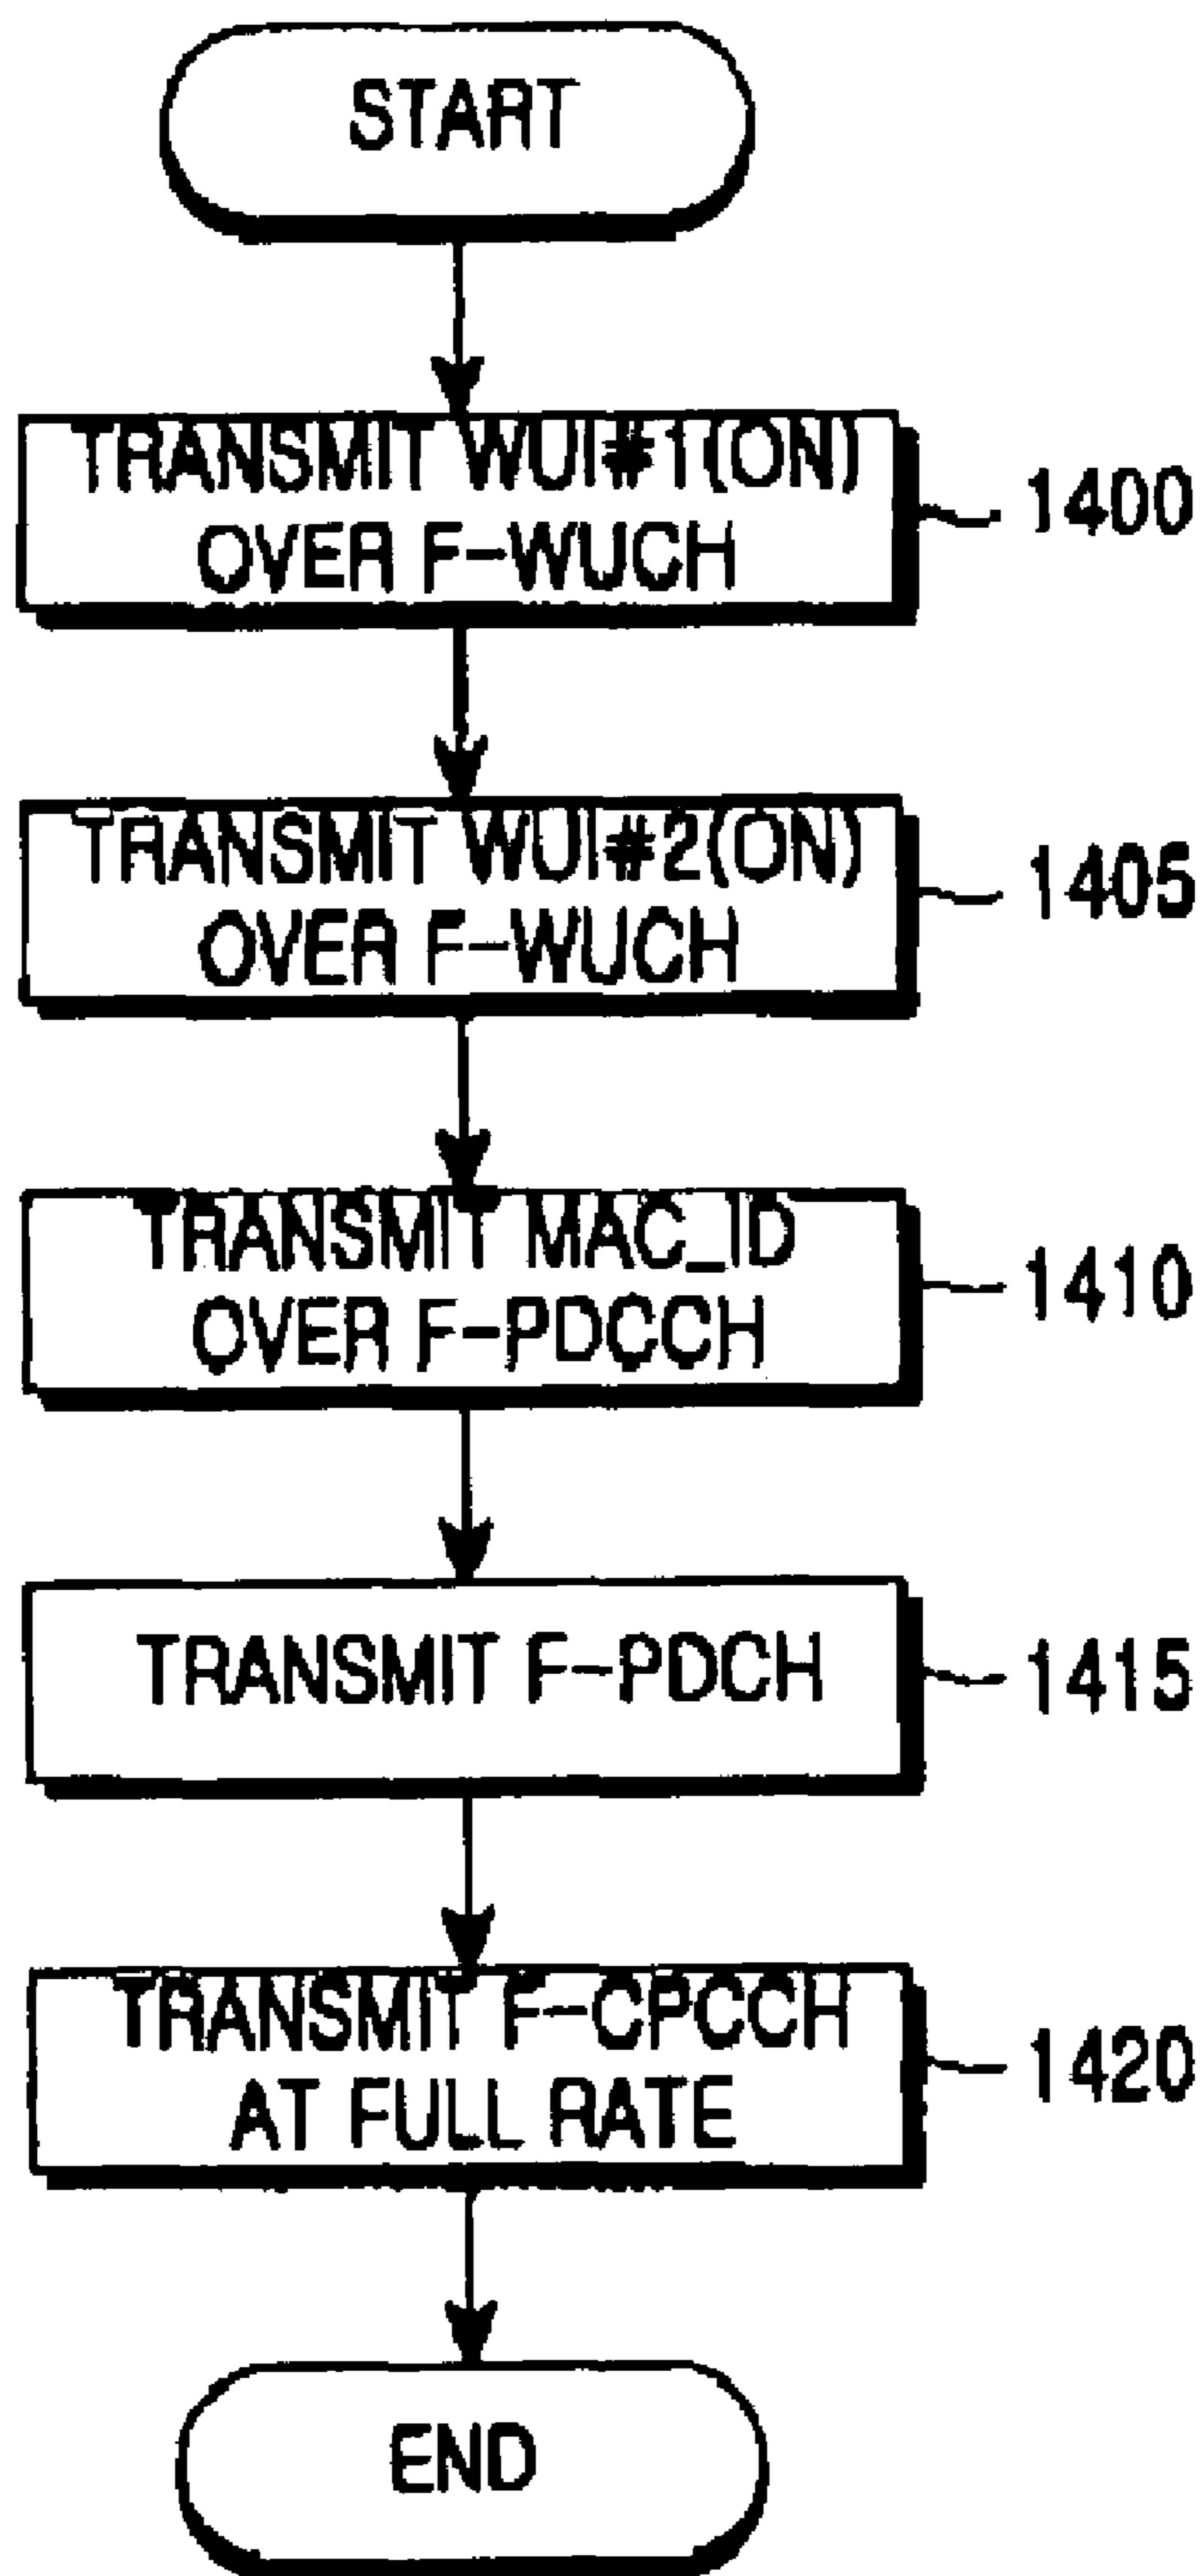 START
TRANSMIT WUI#1(ON)
OVER F-WUCH
1400
TRANSMIT WUI#2(ON)
OVER F-WUCH
1405
TRANSMIT MAC_ID
OVER F-PDCCH
1410
TRANSMIT F-PDCH
1415
TRANSMIT F-CPCCH
AT FULL RATE
1420
END